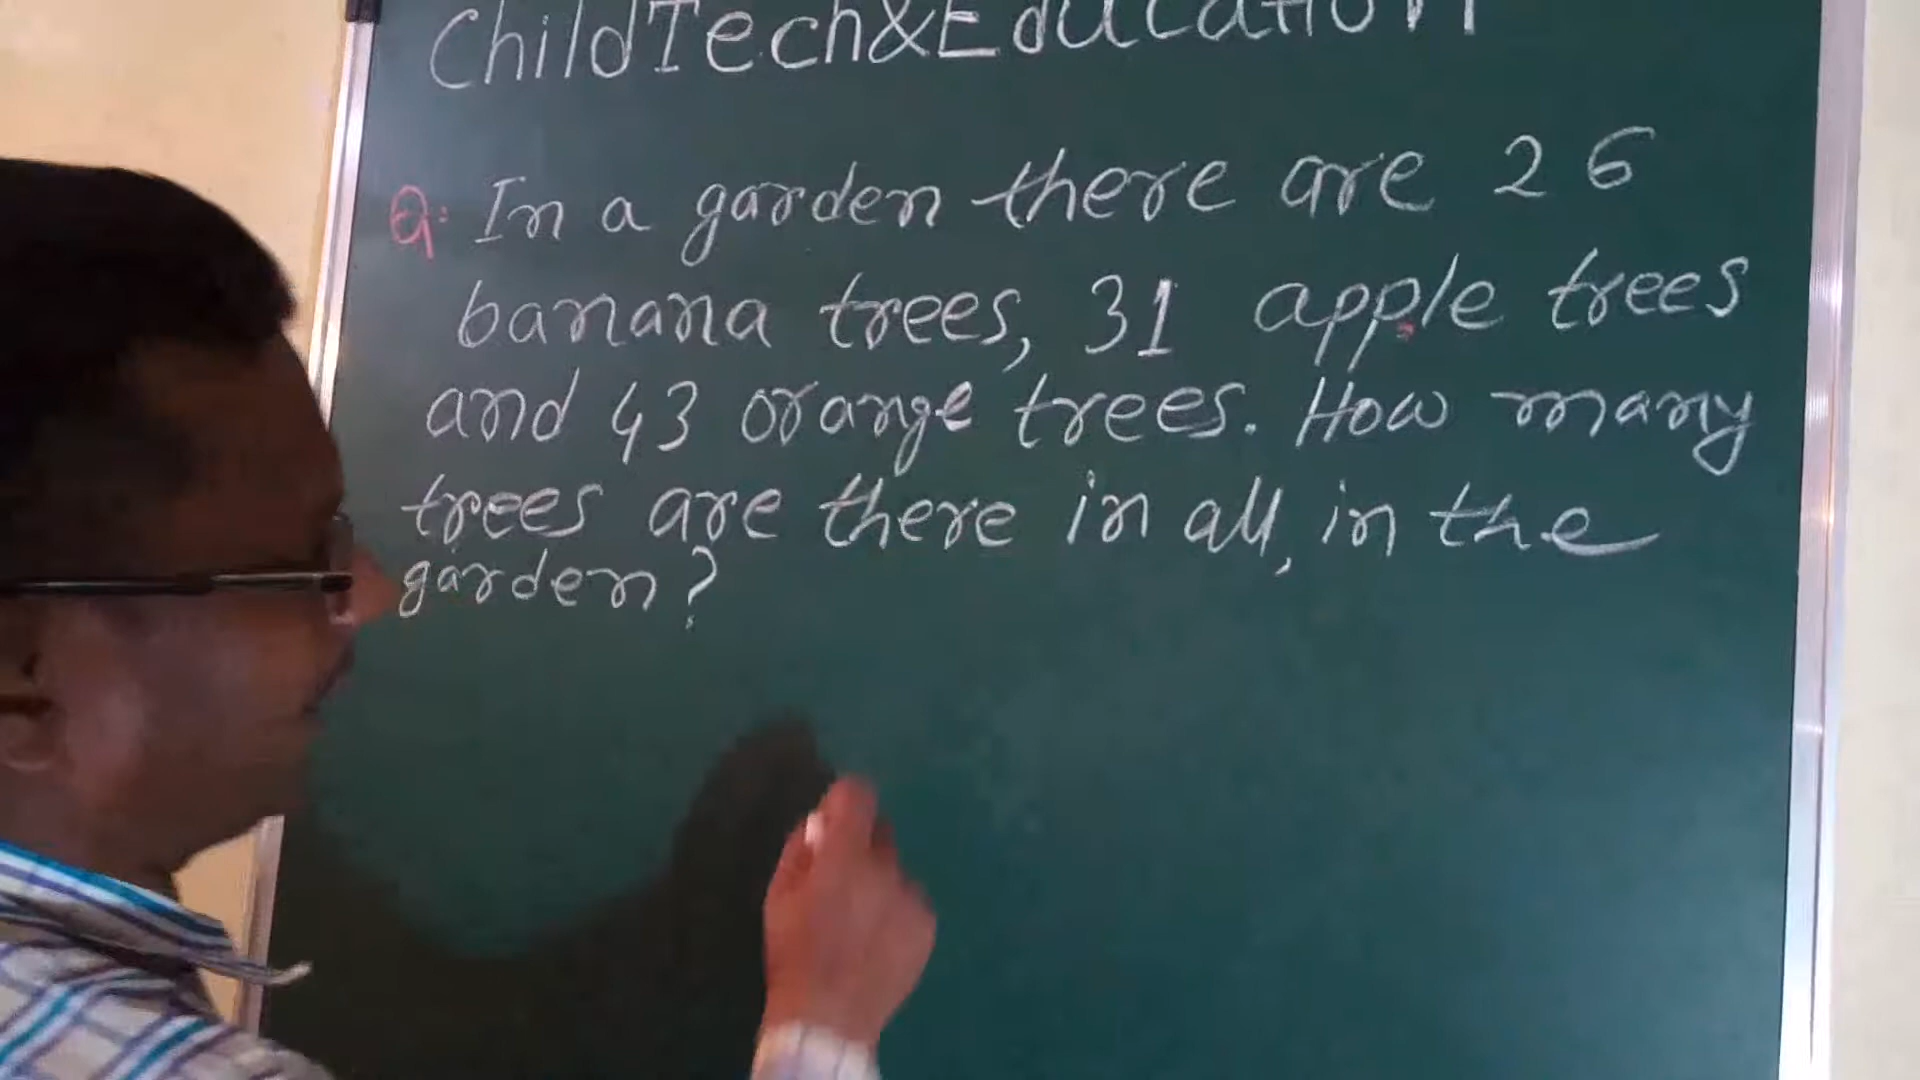 ChildTech&Education
Q. In a garden there are 26
banana trees, 31 apple trees
and 43 orange trees. How many
trees are there in all, in the
garden?